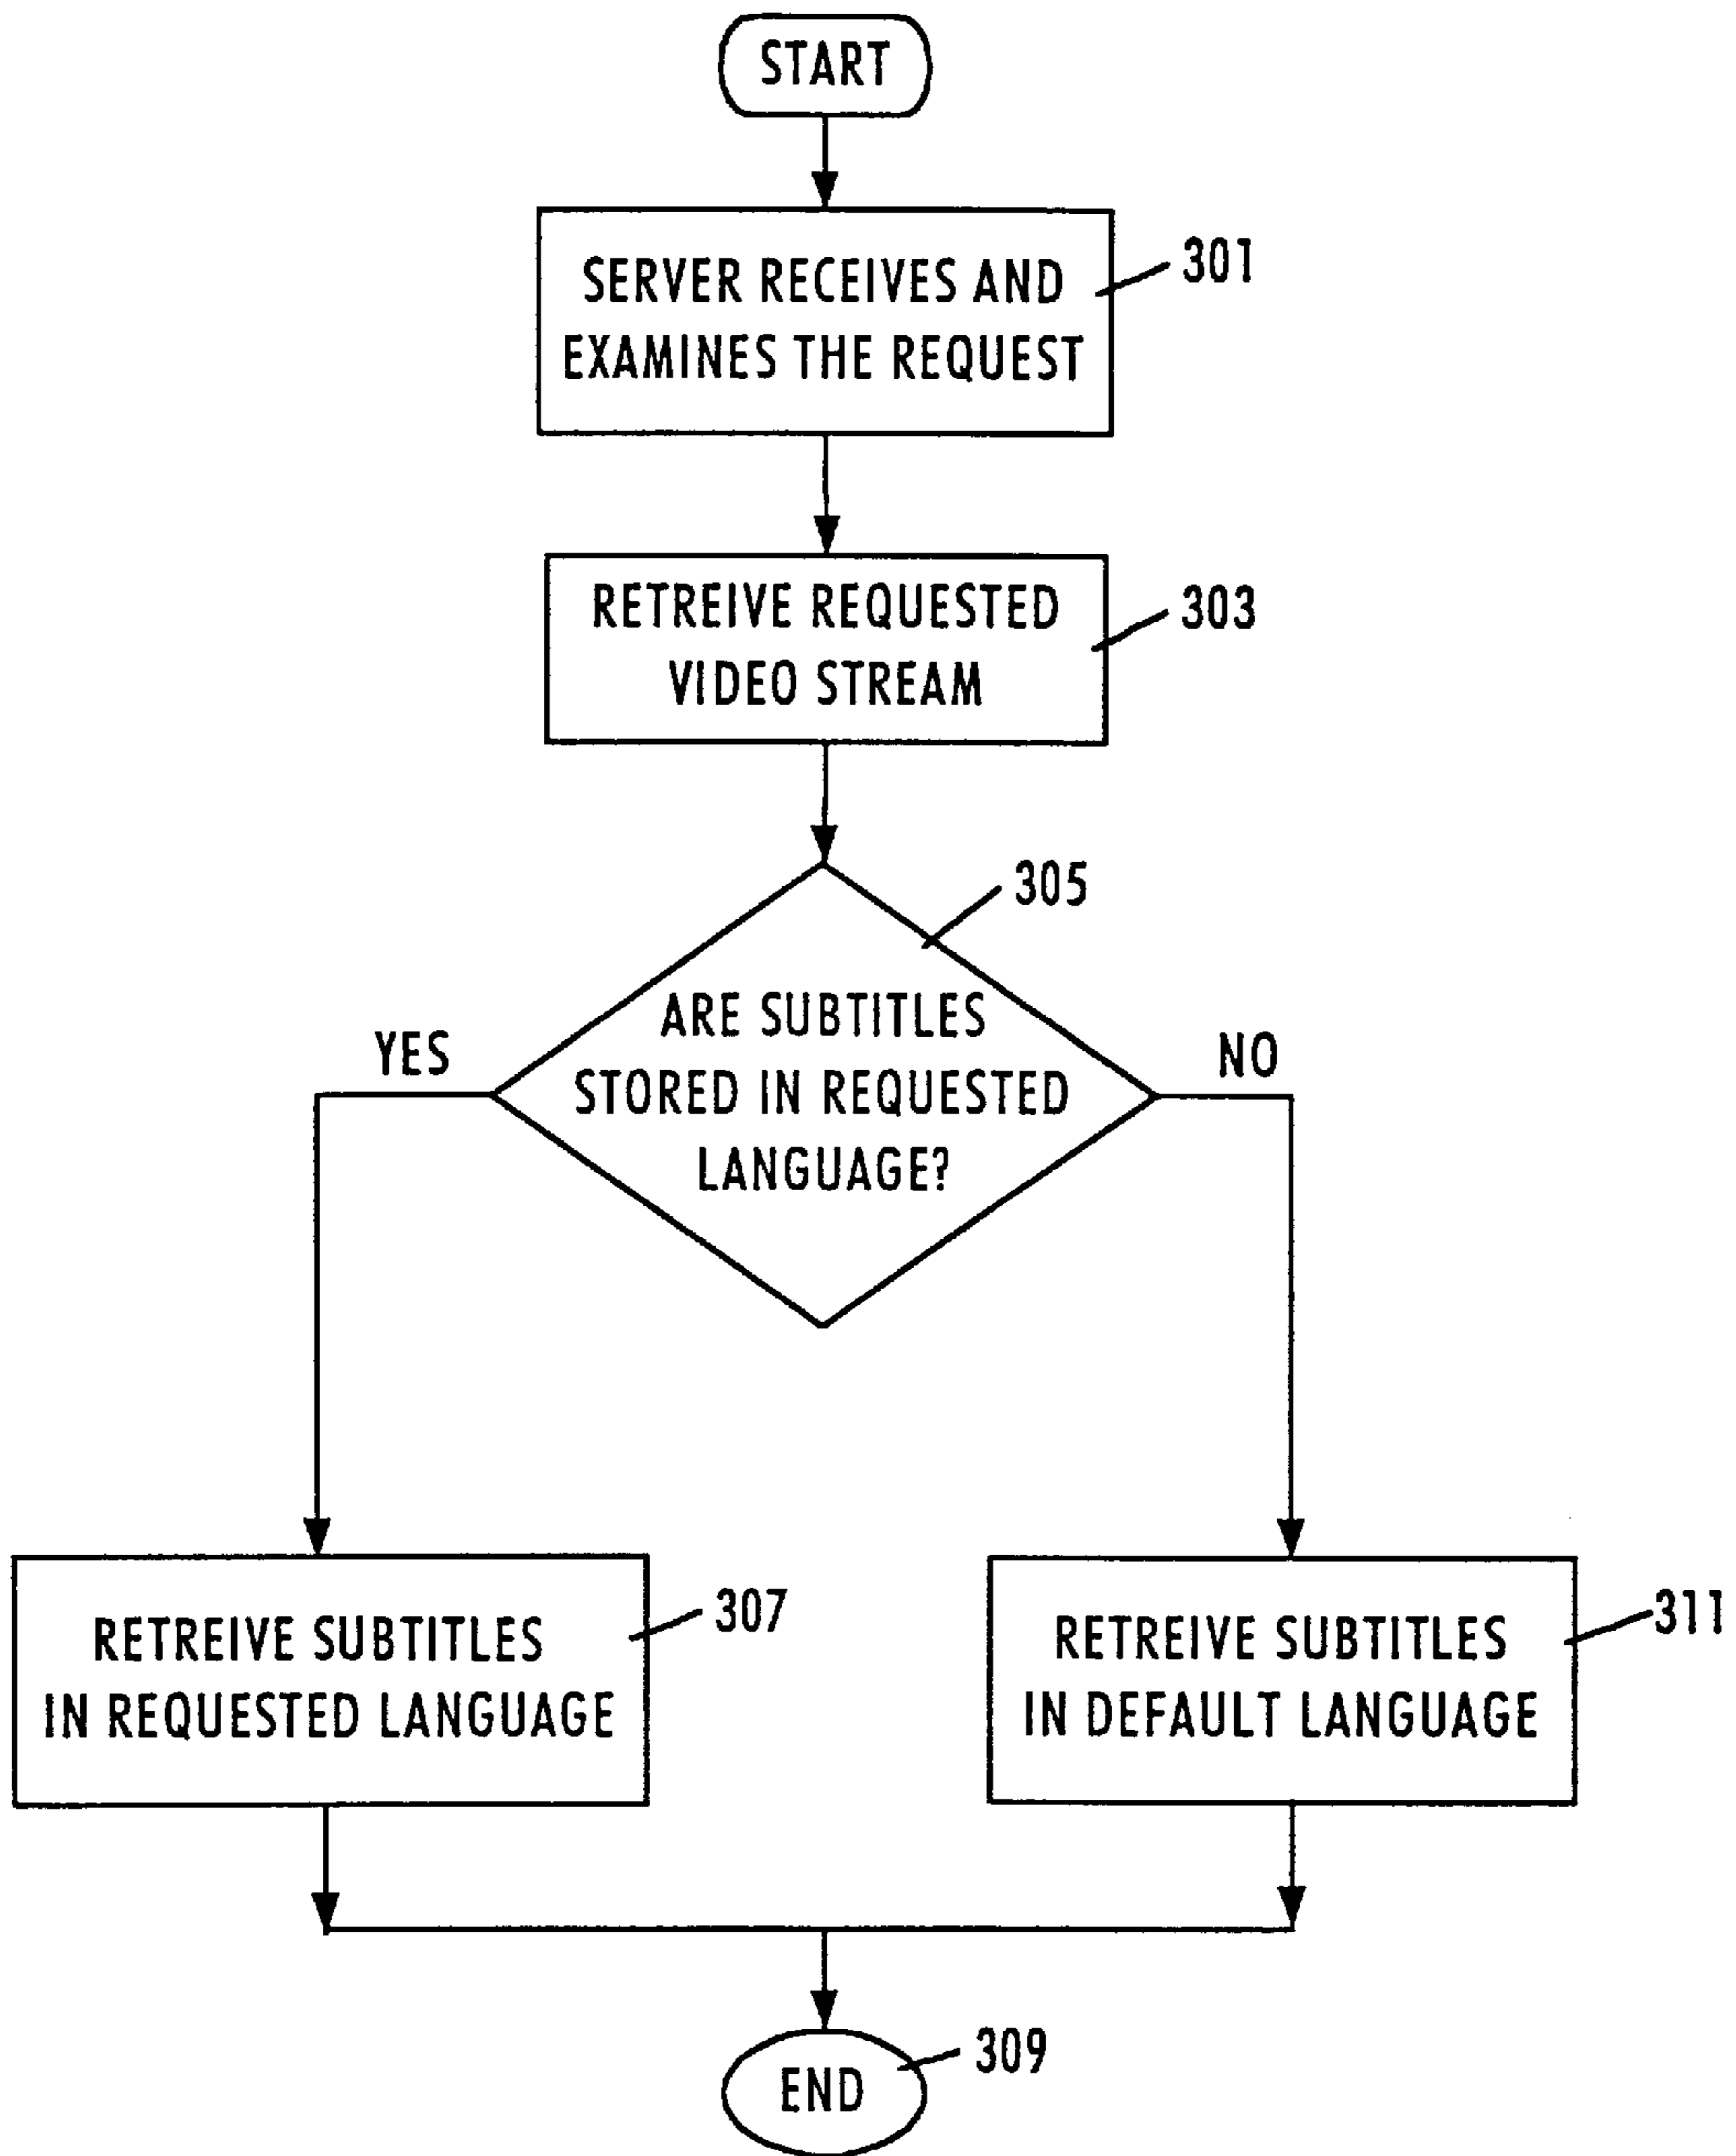 START
SERVER RECEIVES AND
EXAMINES THE REQUEST
301
RETREIVE REQUESTED
VIDEO STREAM
303
305
ARE SUBTITLES
STORED IN REQUESTED
LANGUAGE?
YES
NO
RETREIVE SUBTITLES
IN REQUESTED LANGUAGE
307
RETREIVE SUBTITLES
IN DEFAULT LANGUAGE
311
END
309